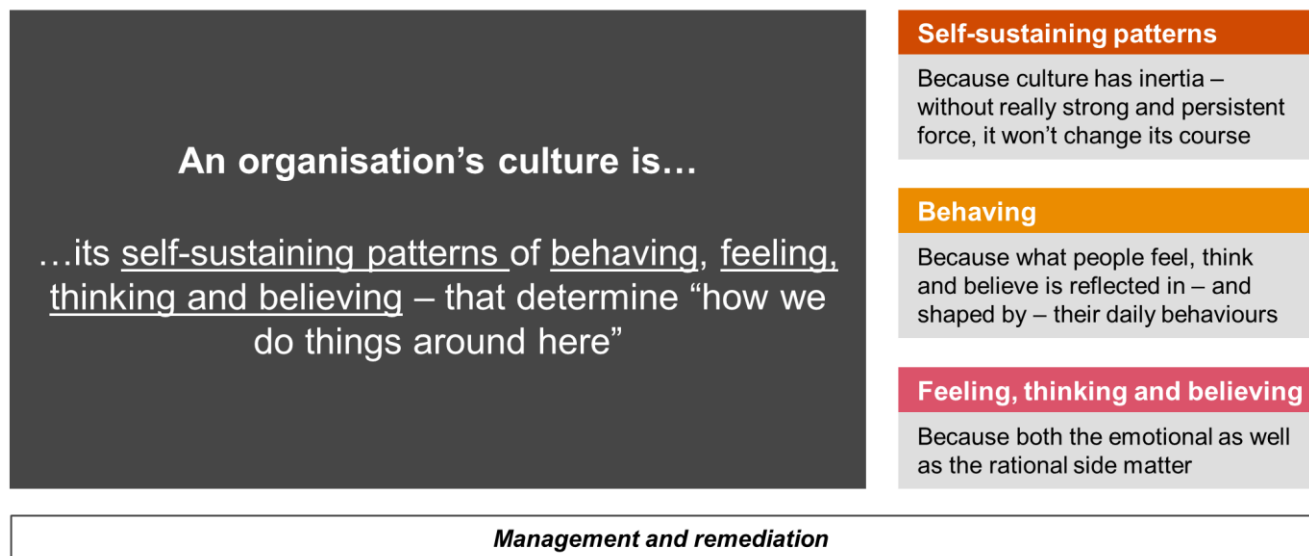 An organisation’s culture is…
…its self-sustaining patterns of behaving, feeling,
thinking and believing – that determine “how we
do things around here”
Self-sustaining patterns
Because culture has inertia –
without really strong and persistent
force, it won’t change its course
Behaving
Because what people feel, think
and believe is reflected in – and
shaped by – their daily behaviours
Feeling, thinking and believing
Because both the emotional as well
as the rational side matter
Management and remediation